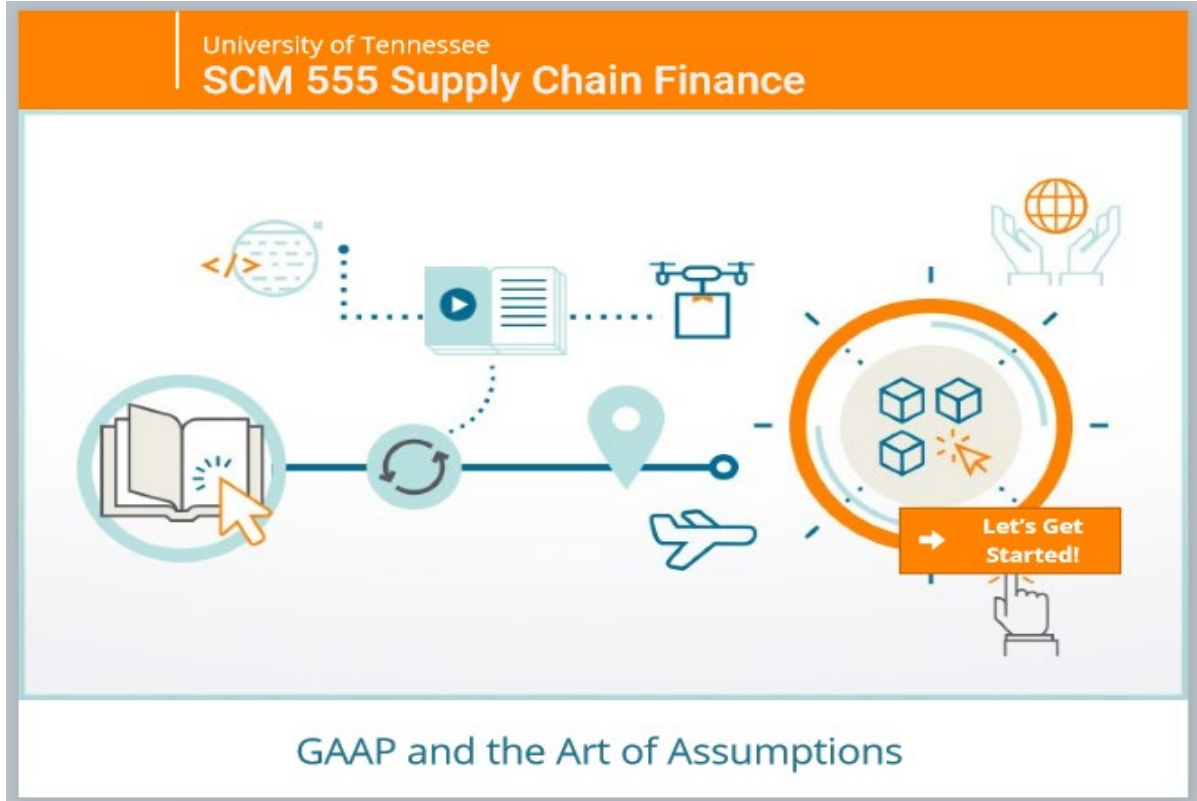 University of Tennessee
SCM 555 Supply Chain Finance
</>
Let's Get
Started!
GAAP and the Art of Assumptions